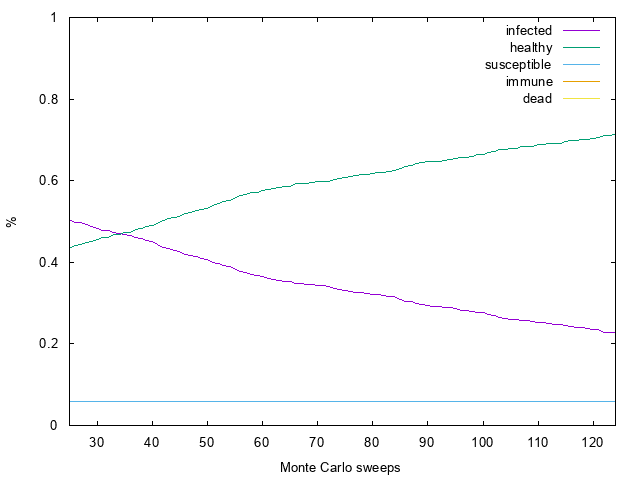 1
0.8
0.6
0.4
0.2
0
%
30 40 50 60 70 80 90 100 110 120
Monte Carlo sweeps
infected
healthy
susceptible
immune
dead